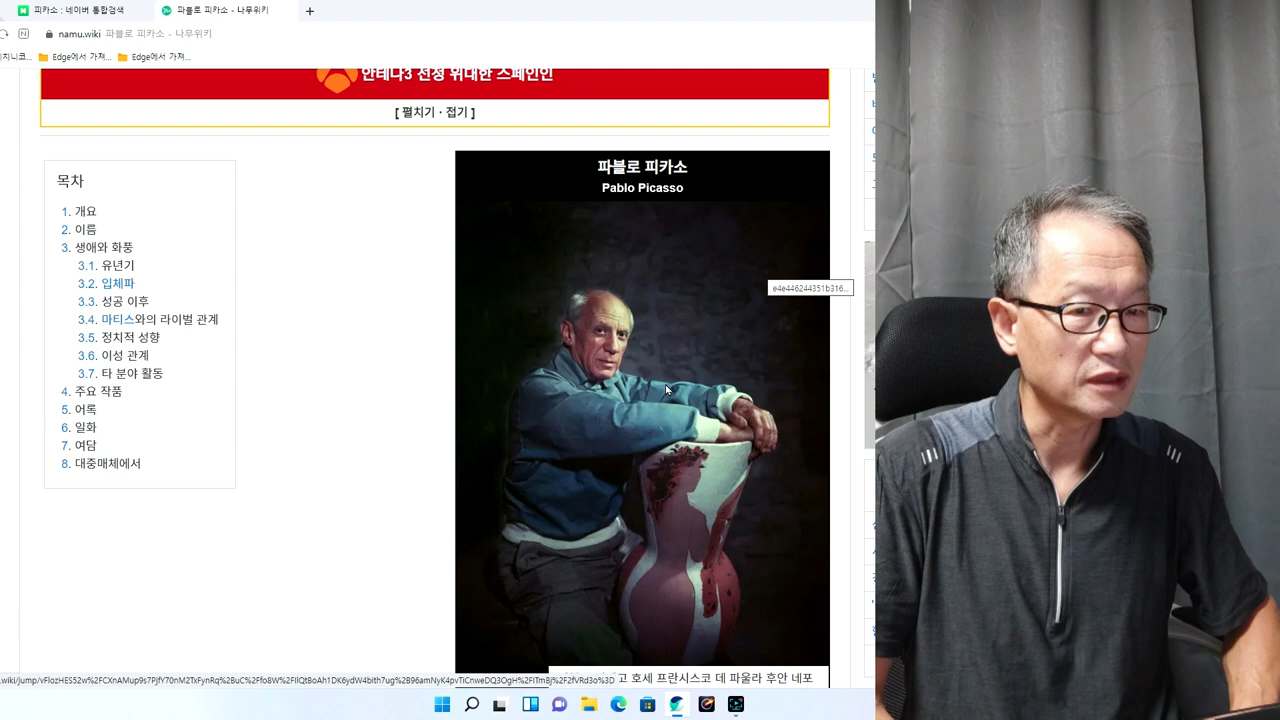 피카소 : 네이버 통합검색
파블로 피카소 - 나무위키
namu.wiki 파블로 피카소 - 나무위키
Edge에서 가져...
Edge에서 가져...
안테나3 선정 위대한 스페인인
[ 펼치기 · 접기 ]
목차
1. 개요
2. 이름
3. 생애와 화풍
3.1. 유년기
3.2. 입체파
3.3. 성공 이후
3.4. 마티스와의 라이벌 관계
3.5. 정치적 성향
3.6. 이성 관계
3.7. 타 분야 활동
4. 주요 작품
5. 어록
6. 일화
7. 여담
8. 대중매체에서
파블로 피카소
Pablo Picasso
e4e446244351b316...
고 호세 프란시스코 데 파울라 후안 네포